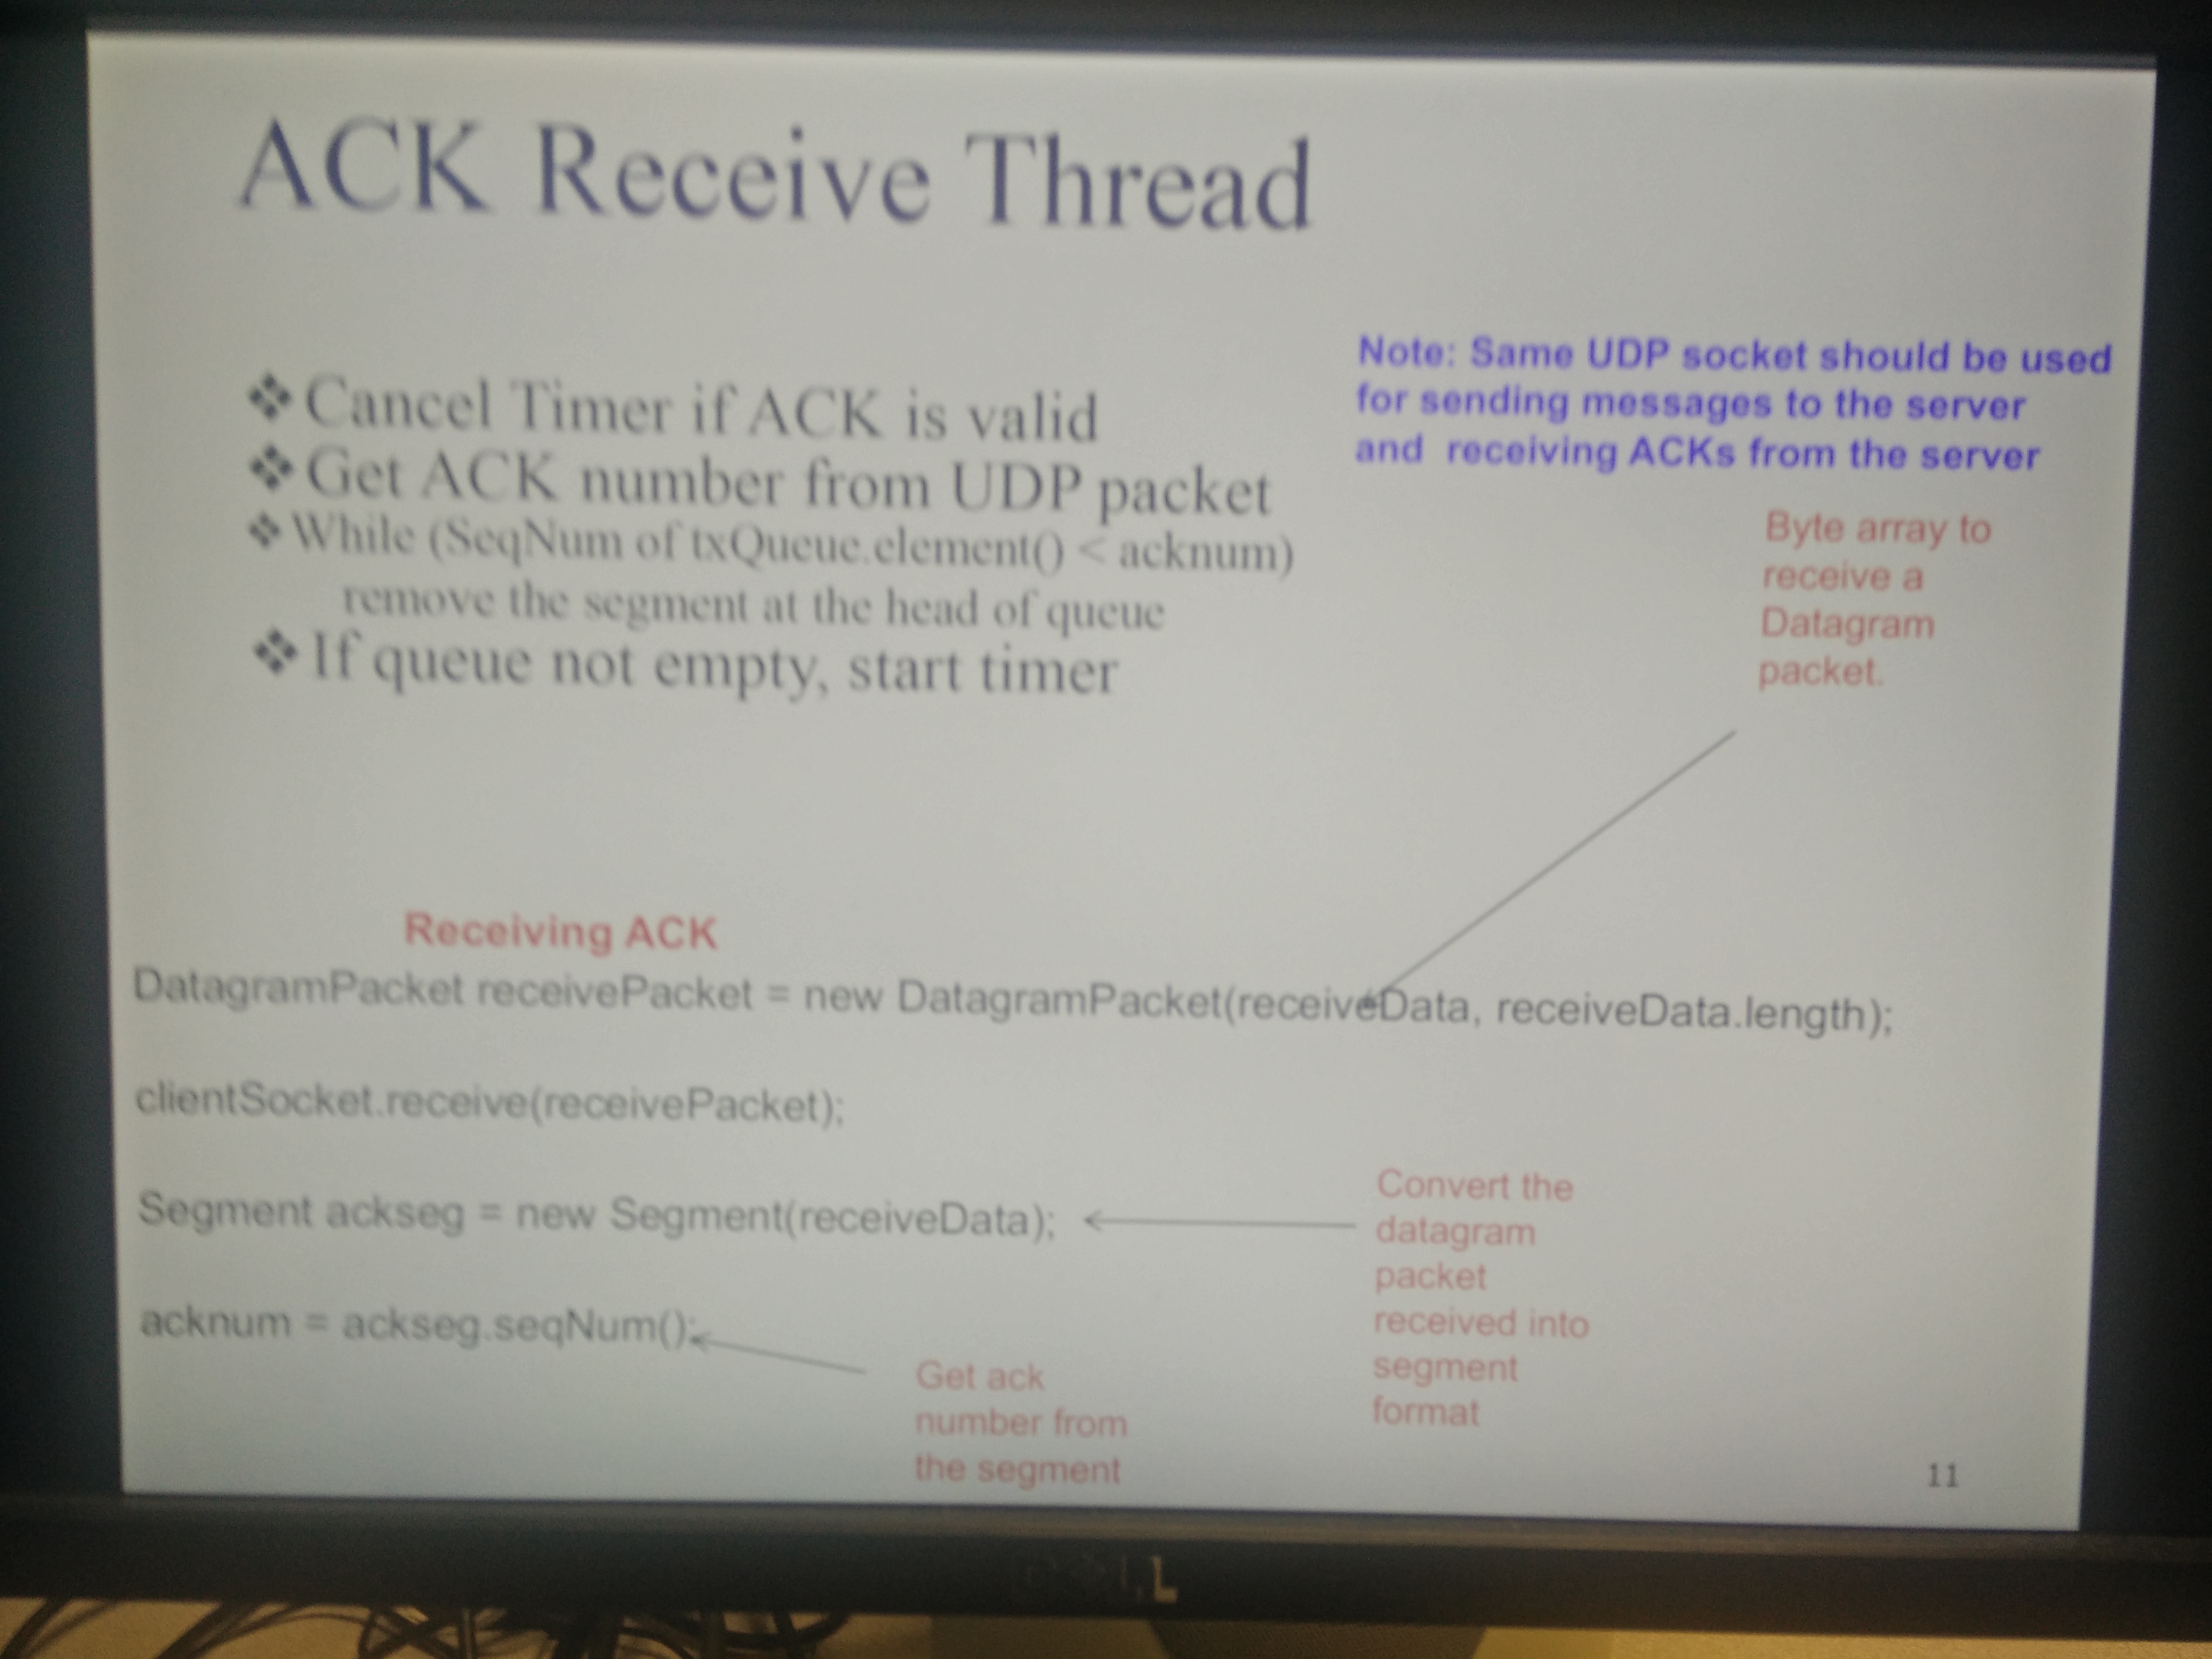 ACK Receive Thread
Note: Same UDP socket should be used
for sending messages to the server
and receiving ACKs from the server
❖Cancel Timer if ACK is valid
❖Get ACK number from UDP packet
❖While (SeqNum of txQueue.element() < acknum)
remove the segment at the head of queue
❖If queue not empty, start timer
Byte array to
receive a
Datagram
packet.
Receiving ACK
DatagramPacket receivePacket = new DatagramPacket(receiveData, receiveData.length);
clientSocket.receive(receivePacket);
Segment ackseg = new Segment(receiveData);
Convert the
datagram
packet
received into
segment
format
acknum = ackseg.seqNum();
Get ack
number from
the segment
11
DELL